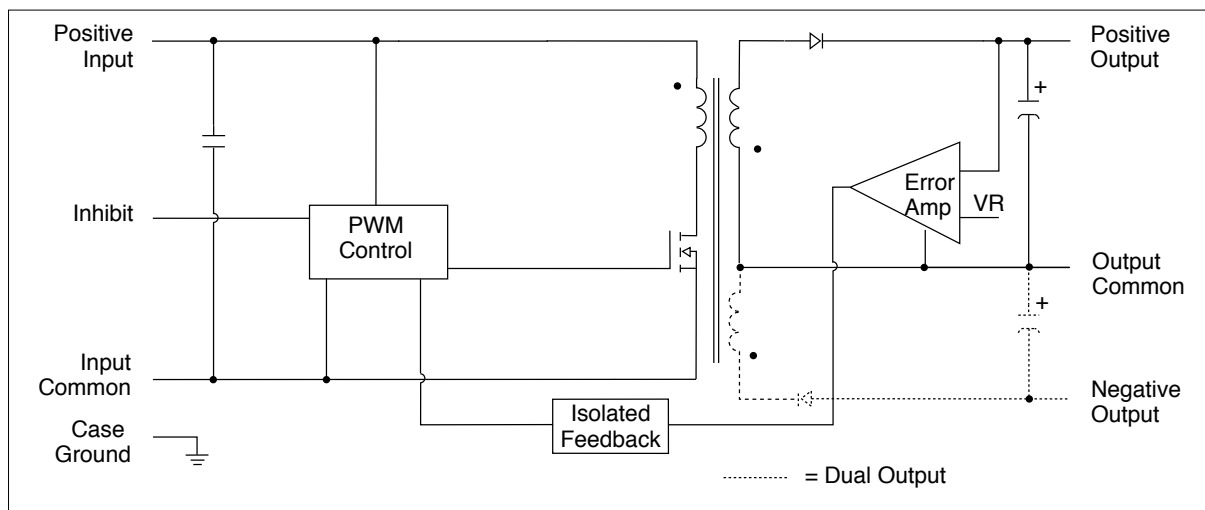 Positive
Input
Inhibit
Input
Common
Case
Ground
PWM
Control
Isolated
Feedback
Error
Amp
VR
+
+
Positive
Output
Output
Common
Negative
Output
= Dual Output